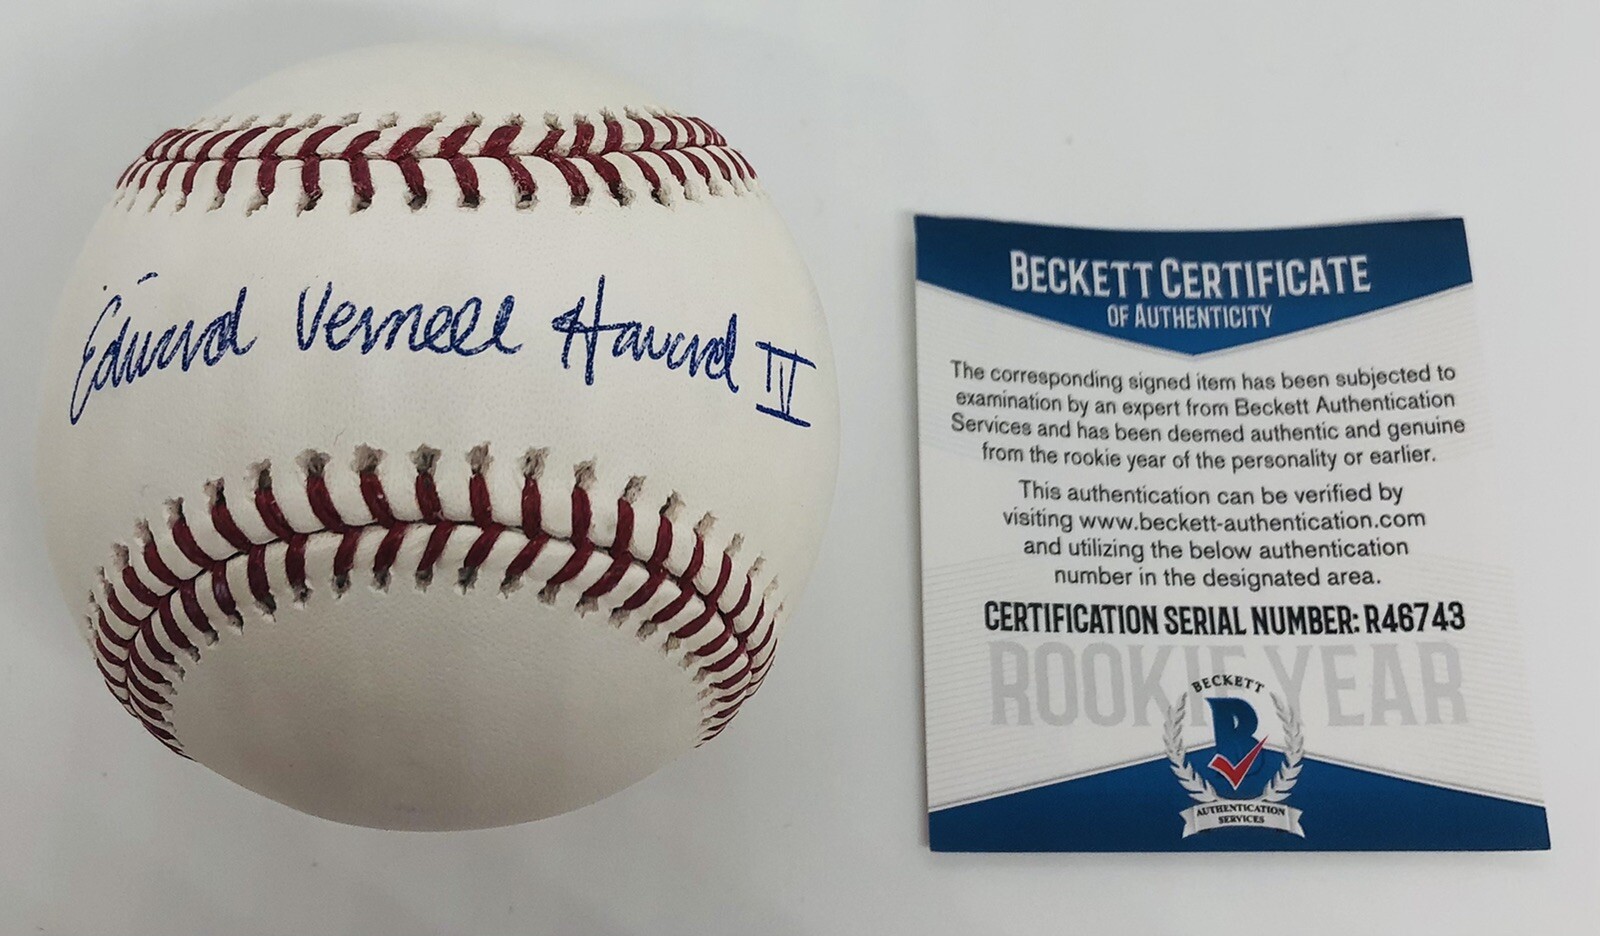 Edward Vernell Howard IV
BECKETT CERTIFICATE
OF AUTHENTICITY
The corresponding signed item has been subjected to
examination by an expert from Beckett Authentication
Services and has been deemed authentic and genuine
from the rookie year of the personality or earlier.
This authentication can be verified by
visiting www.beckett-authentication.com
and utilizing the below authentication
number in the designated area.
CERTIFICATION SERIAL NUMBER: R46743
ROOKIE YEAR
BECKETT
B
AUTHENTICATION
SERVICES